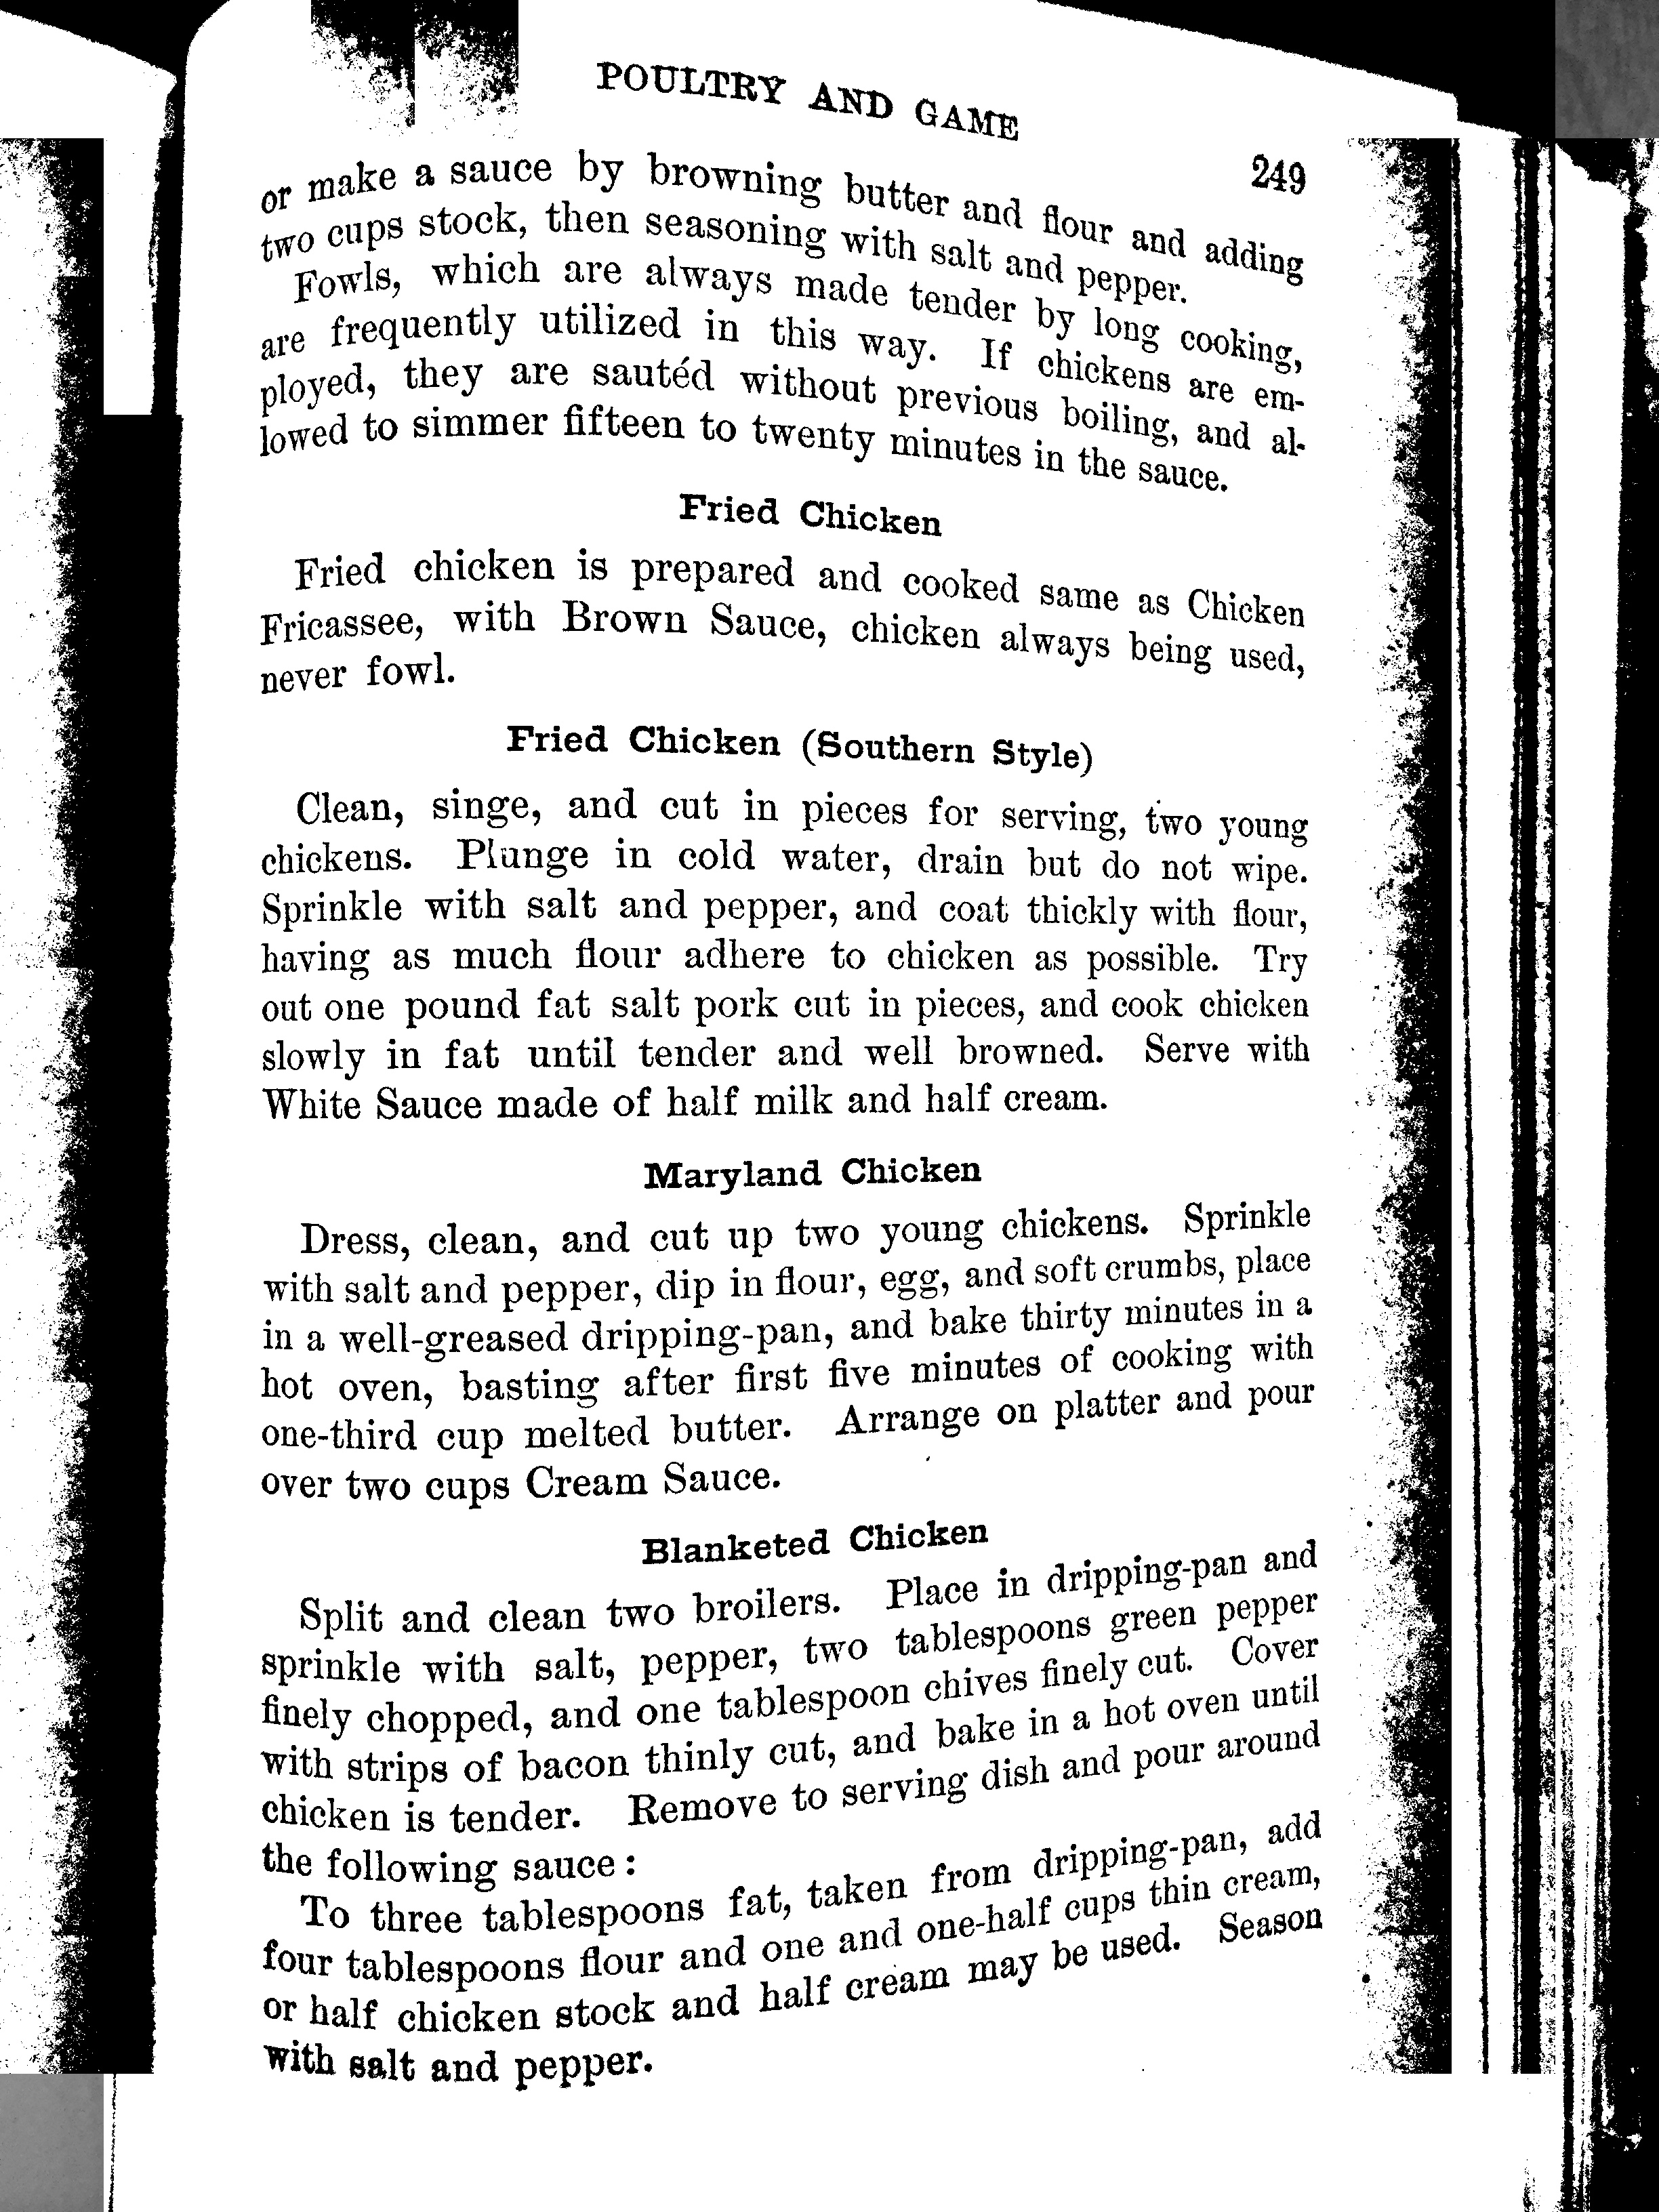 POULTRY AND GAME
249
or make a sauce by browning butter and flour and adding
two cups stock, then seasoning with salt and pepper.
Fowls, which are always made tender by long cooking,
are frequently utilized in this way. If chickens are em-
ployed, they are sautéd without previous boiling, and al-
lowed to simmer fifteen to twenty minutes in the sauce.
Fried Chicken
Fried chicken is prepared and cooked same as Chicken
Fricassee, with Brown Sauce, chicken always being used,
never fowl.
Fried Chicken (Southern Style)
Clean, singe, and cut in pieces for serving, two young
chickens. Plunge in cold water, drain but do not wipe.
Sprinkle with salt and pepper, and coat thickly with flour,
having as much flour adhere to chicken as possible. Try
out one pound fat salt pork cut in pieces, and cook chicken
slowly in fat until tender and well browned. Serve with
White Sauce made of half milk and half cream.
Maryland Chicken
Dress, clean, and cut up two young chickens. Sprinkle
with salt and pepper, dip in flour, egg, and soft crumbs, place
in a well-greased dripping-pan, and bake thirty minutes in a
hot oven, basting after first five minutes of cooking with
one-third cup melted butter. Arrange on platter and pour
over two cups Cream Sauce.
Blanketed Chicken
Split and clean two broilers. Place in dripping-pan and
sprinkle with salt, pepper, two tablespoons green pepper
finely chopped, and one tablespoon chives finely cut. Cover
with strips of bacon thinly cut, and bake in a hot oven until
chicken is tender. Remove to serving dish and pour around
the following sauce:
To three tablespoons fat, taken from dripping-pan, add
four tablespoons flour and one and one-half cups thin cream,
or half chicken stock and half cream may be used. Season
with salt and pepper.